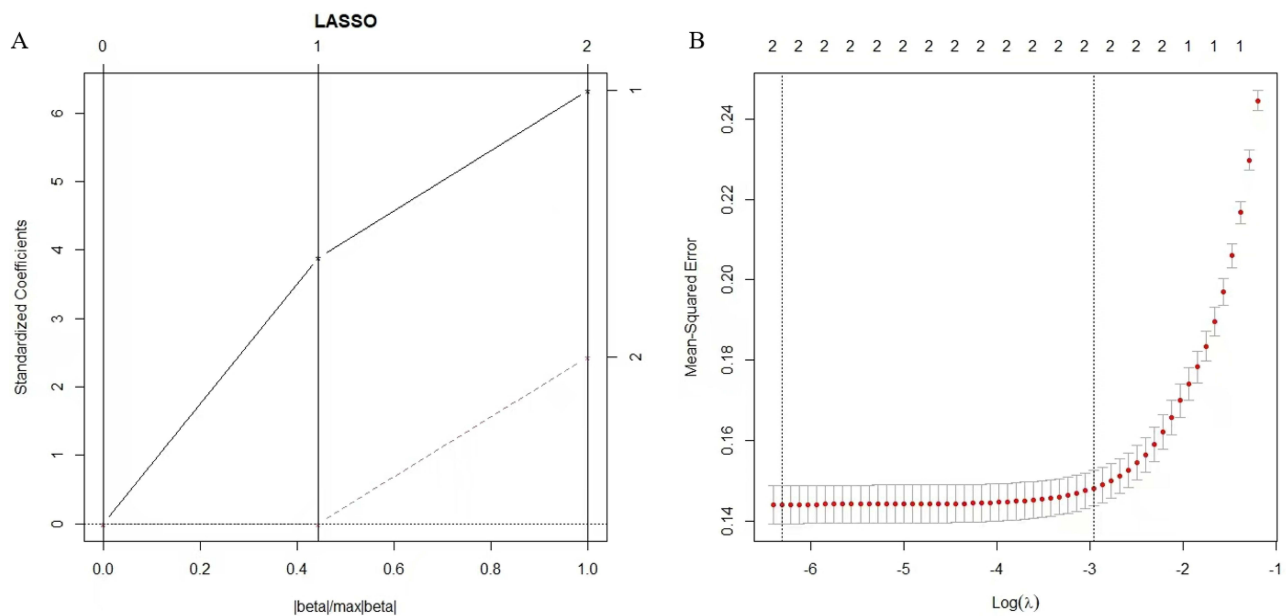 LASSO
A
0 1 2
6
5
4
3
2
1
0
1
2
Standardized Coefficients
0.0 0.2 0.4 0.6 0.8 1.0
|beta|/max|beta|
B
2 2 2 2 2 2 2 2 2 2 2 2 2 2 2 2 1 1 1
0.24
0.22
0.20
0.18
0.16
0.14
Mean-Squared Error
-6 -5 -4 -3 -2 -1
Log(λ)